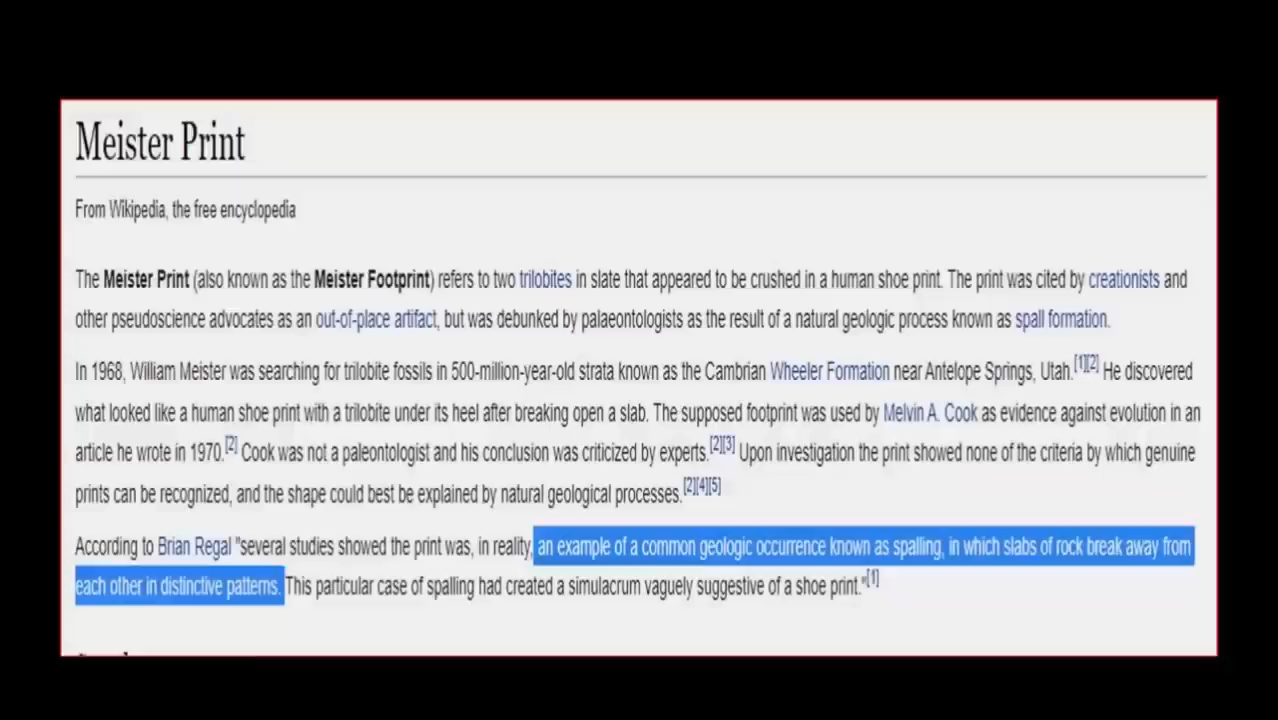 Meister Print
From Wikipedia, the free encyclopedia
The Meister Print (also known as the Meister Footprint) refers to two trilobites in slate that appeared to be crushed in a human shoe print. The print was cited by creationists and
other pseudoscience advocates as an out-of-place artifact, but was debunked by palaeontologists as the result of a natural geologic process known as spall formation.
In 1968, William Meister was searching for trilobite fossils in 500-million-year-old strata known as the Cambrian Wheeler Formation near Antelope Springs, Utah.[1][2] He discovered
what looked like a human shoe print with a trilobite under its heel after breaking open a slab. The supposed footprint was used by Melvin A. Cook as evidence against evolution in an
article he wrote in 1970.[2] Cook was not a paleontologist and his conclusion was criticized by experts.[2][3] Upon investigation the print showed none of the criteria by which genuine
prints can be recognized, and the shape could best be explained by natural geological processes.[2][4][5]
According to Brian Regal "several studies showed the print was, in reality, an example of a common geologic occurrence known as spalling, in which slabs of rock break away from
each other in distinctive patterns. This particular case of spalling had created a simulacrum vaguely suggestive of a shoe print."[1]